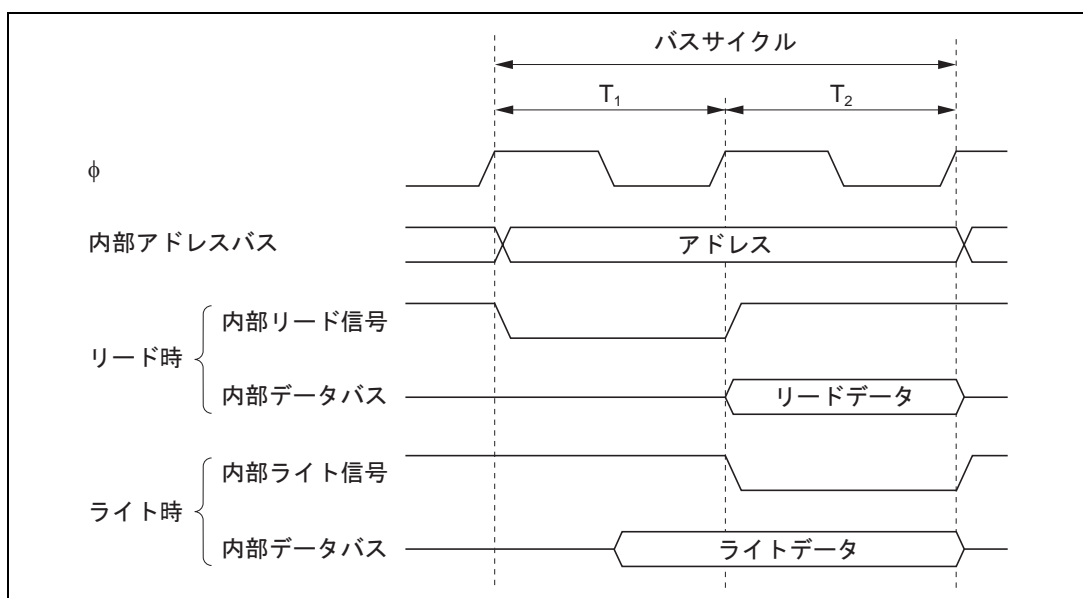 バスサイクル
T1 T2
φ
内部アドレスバス アドレス
内部リード信号
リード時
内部データバス リードデータ
内部ライト信号
ライト時
内部データバス ライトデータ